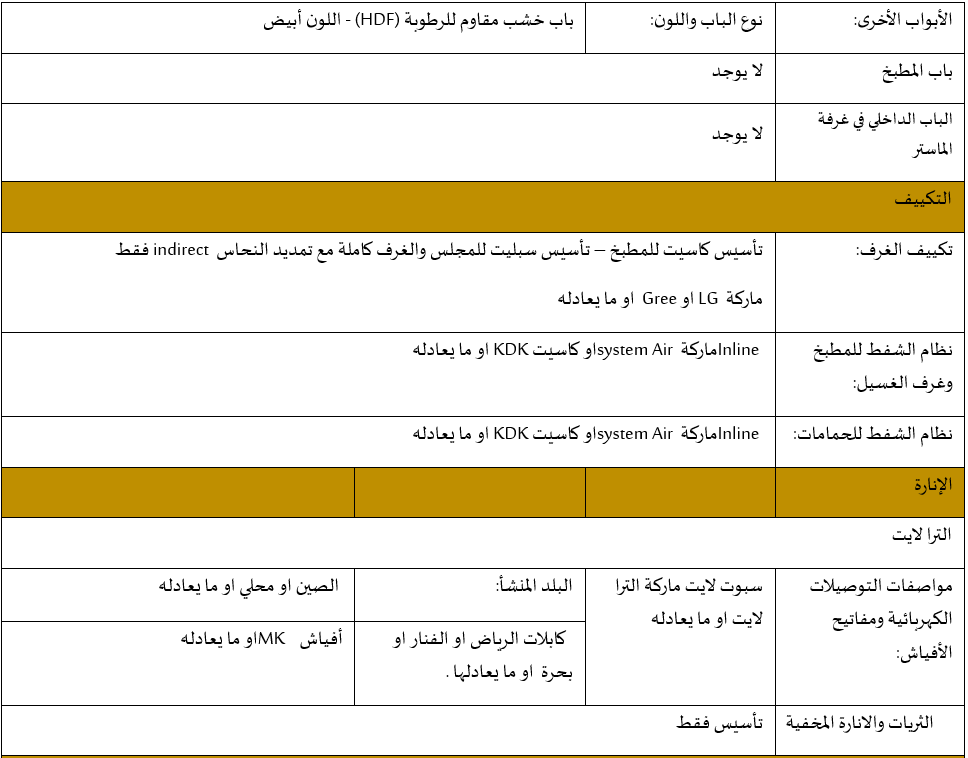 الأبواب الأخرى: نوع الباب واللون: باب خشب مقاوم للرطوبة (HDF) - اللون أبيض
باب المطبخ لا يوجد
الباب الداخلي في غرفة
الماستر
لا يوجد
التكييف
تكييف الغرف: تأسيس كاسيت للمطبخ – تأسيس سبليت للمجلس والغرف كاملة مع تمديد النحاس indirect فقط
ماركة LG او Gree او ما يعادله
نظام الشفط للمطبخ
وغرف الغسيل:
Inlineماركة system Airاو كاسيت KDK او ما يعادله
نظام الشفط للحمامات: Inlineماركة system Airاو كاسيت KDK او ما يعادله
الإنارة
الترا لايت
مواصفات التوصيلات
الكهربائية ومفاتيح
الأفياش:
سبوت لايت ماركة الترا
لايت او ما يعادله
البلد المنشأ: الصين او محلي او ما يعادله
كابلات الرياض او الفنار او
بحرة او ما يعادلها .
أفياش MKاو ما يعادله
الثريات والانارة المخفية تأسيس فقط